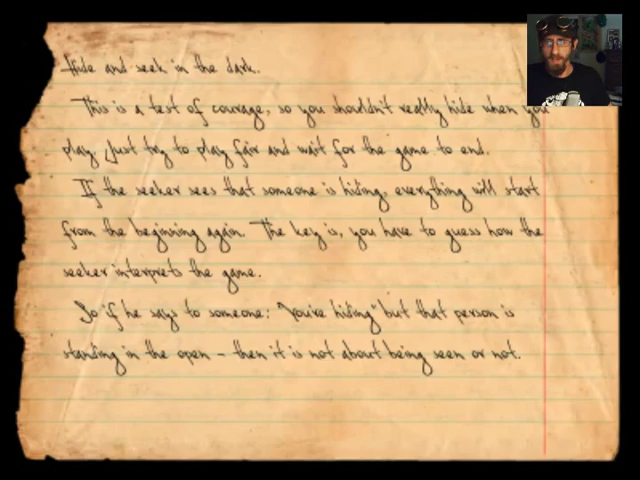 Hide and seek in the dark.
This is a test of courage, so you shouldn't really hide when you
play. Just try to play fair and wait for the game to end.
If the seeker sees that someone is hiding, everything will start
from the beginning again. The key is, you have to guess how the
seeker interprets the game.
So if he says to someone: "You're hiding" but that person is
standing in the open – then it is not about being seen or not.